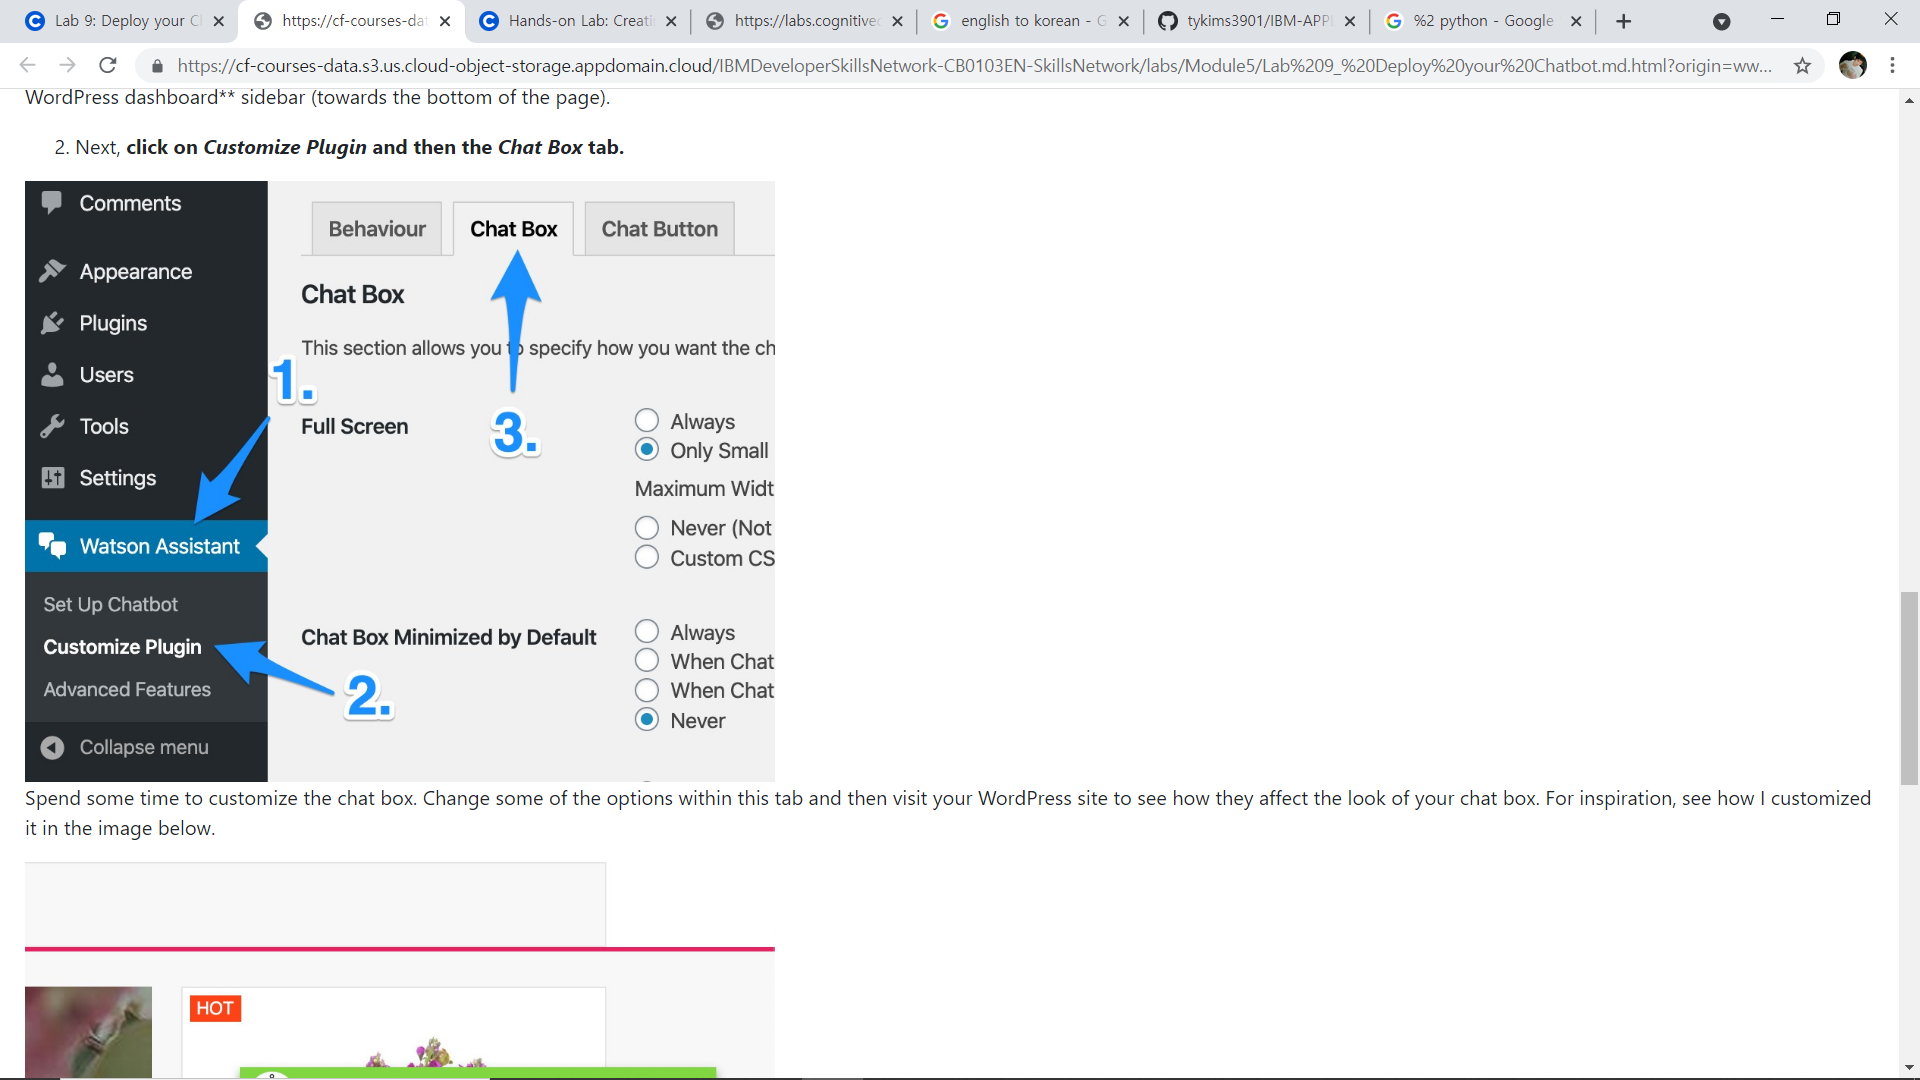 Lab 9: Deploy your C
https://cf-courses-dat
Hands-on Lab: Creati
https://labs.cognitivec
english to korean - G
tykims3901/IBM-APPI
%2 python - Google
https://cf-courses-data.s3.us.cloud-object-storage.appdomain.cloud/IBMDeveloperSkillsNetwork-CB0103EN-SkillsNetwork/labs/Module5/Lab%209_%20Deploy%20your%20Chatbot.md.html?origin=ww...
WordPress dashboard** sidebar (towards the bottom of the page).
2. Next, click on Customize Plugin and then the Chat Box tab.
Comments
Appearance
Plugins
Users
Tools
Settings
Watson Assistant
Set Up Chatbot
Customize Plugin
Advanced Features
Collapse menu
Behaviour
Chat Box
Chat Button
Chat Box
This section allows you to specify how you want the ch
1.
Full Screen
3.
Always
Only Small
Maximum Widt
Never (Not
Custom CS
Chat Box Minimized by Default
2.
Always
When Chat
When Chat
Never
Spend some time to customize the chat box. Change some of the options within this tab and then visit your WordPress site to see how they affect the look of your chat box. For inspiration, see how I customized
it in the image below.
HOT